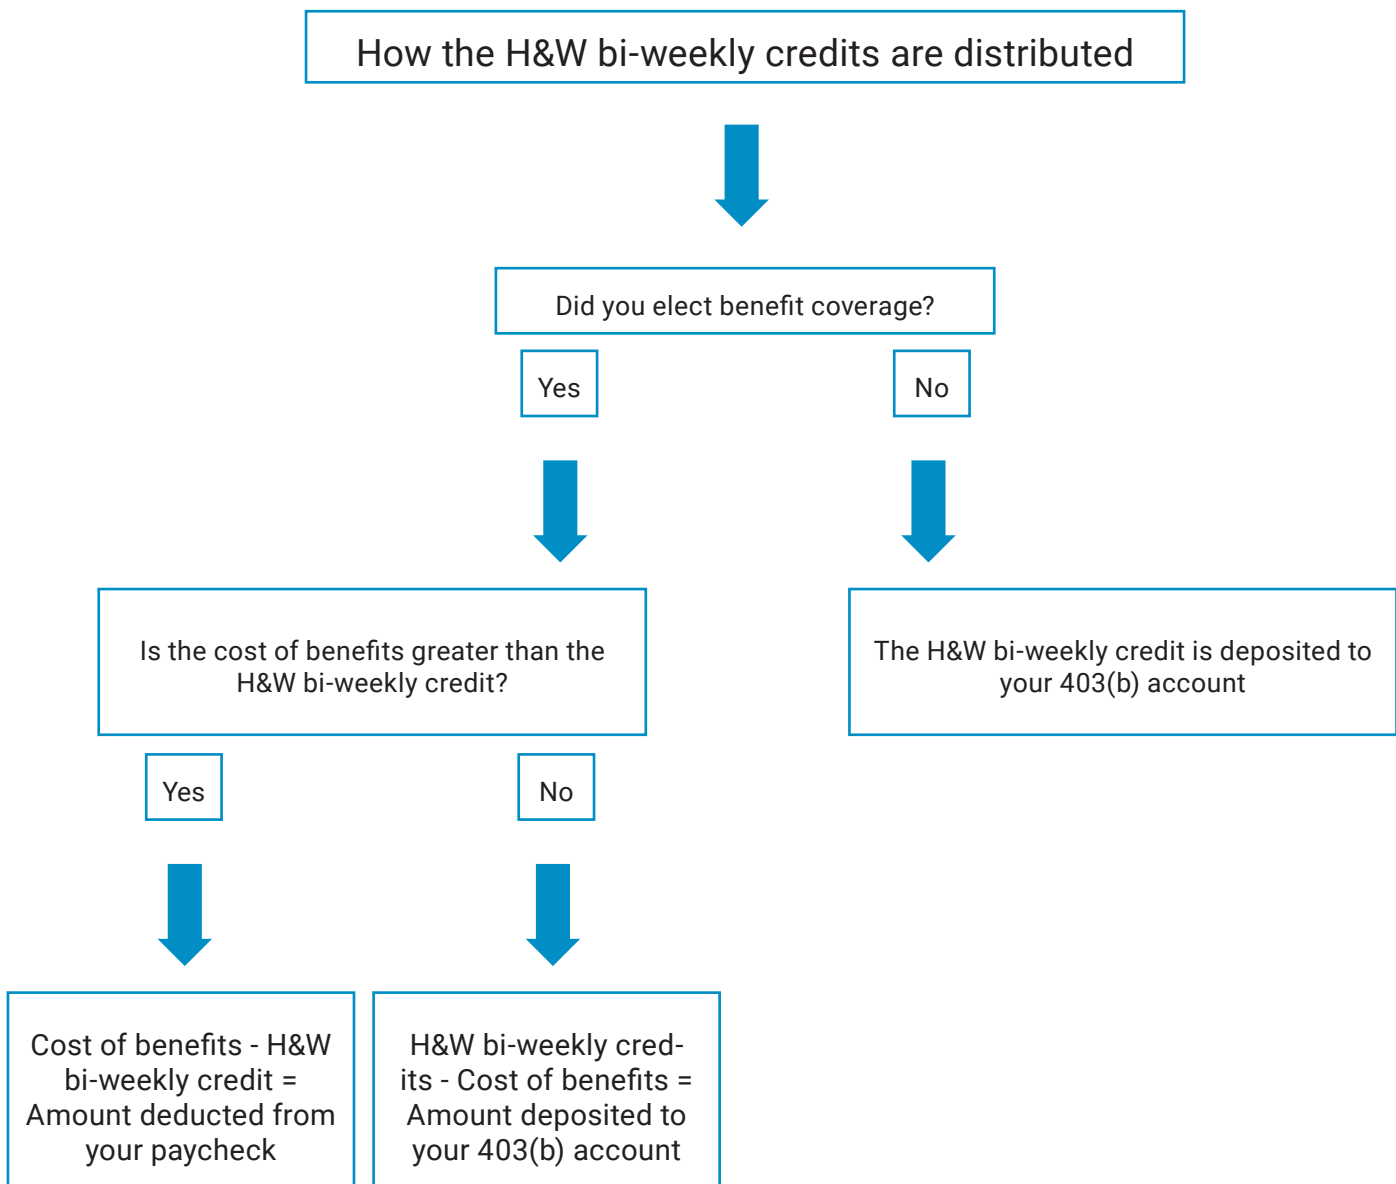 How the H&W bi-weekly credits are distributed
Did you elect benefit coverage?
Yes
No
Is the cost of benefits greater than the
H&W bi-weekly credit?
The H&W bi-weekly credit is deposited to
your 403(b) account
Yes
No
Cost of benefits - H&W
bi-weekly credit =
Amount deducted from
your paycheck
H&W bi-weekly cred-
its - Cost of benefits =
Amount deposited to
your 403(b) account